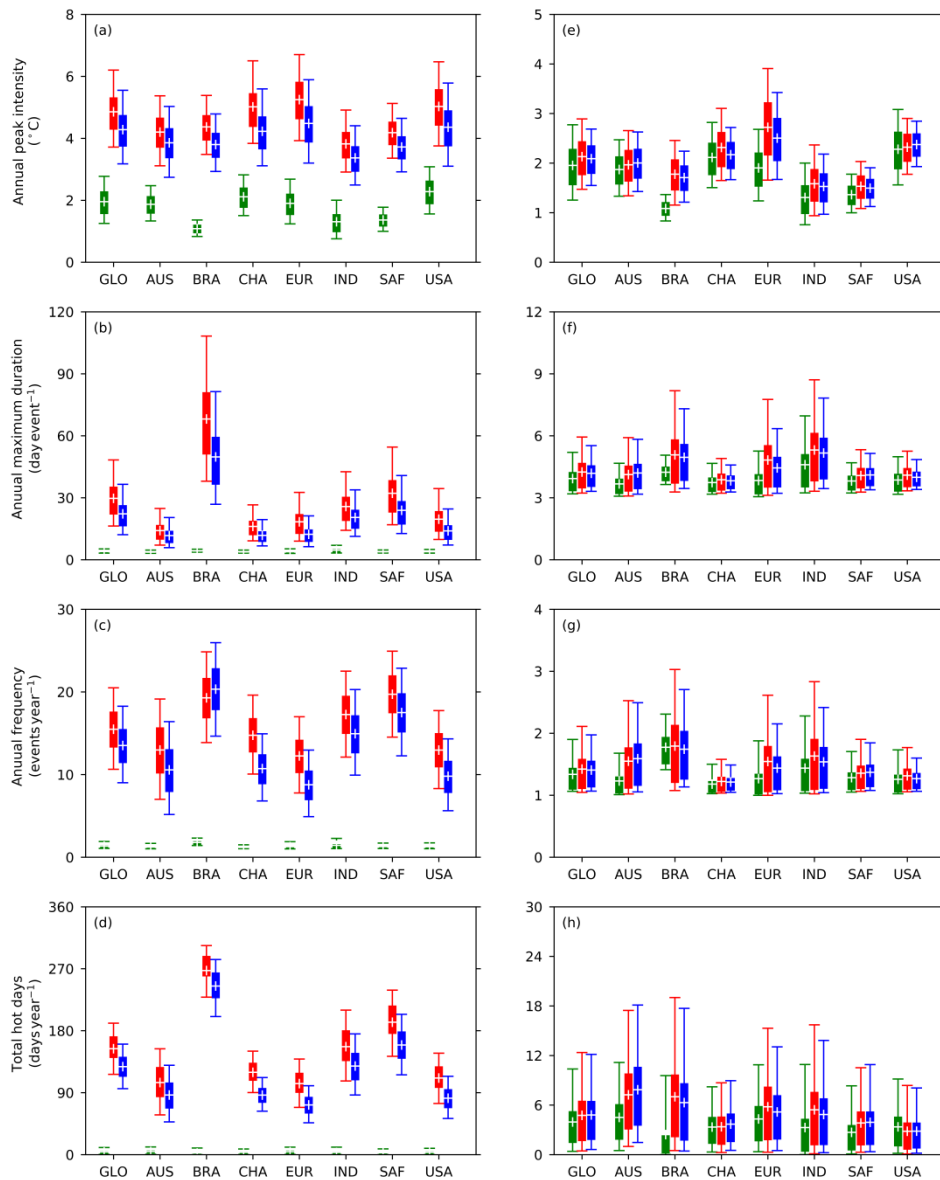 (a)
Annual peak intensity
(°C)
8
6
4
2
0
GLO AUS BRA CHA EUR IND SAF USA
(e)
5
4
3
2
1
0
GLO AUS BRA CHA EUR IND SAF USA
(b)
Anuual maximum duration
(day event⁻¹)
120
90
60
30
0
GLO AUS BRA CHA EUR IND SAF USA
(f)
12
9
6
3
0
GLO AUS BRA CHA EUR IND SAF USA
(c)
Anuual frequency
(events year⁻¹)
30
20
10
0
GLO AUS BRA CHA EUR IND SAF USA
(g)
4
3
2
1
0
GLO AUS BRA CHA EUR IND SAF USA
(d)
Total hot days
(days year⁻¹)
360
270
180
90
0
GLO AUS BRA CHA EUR IND SAF USA
(h)
30
24
18
12
6
0
GLO AUS BRA CHA EUR IND SAF USA